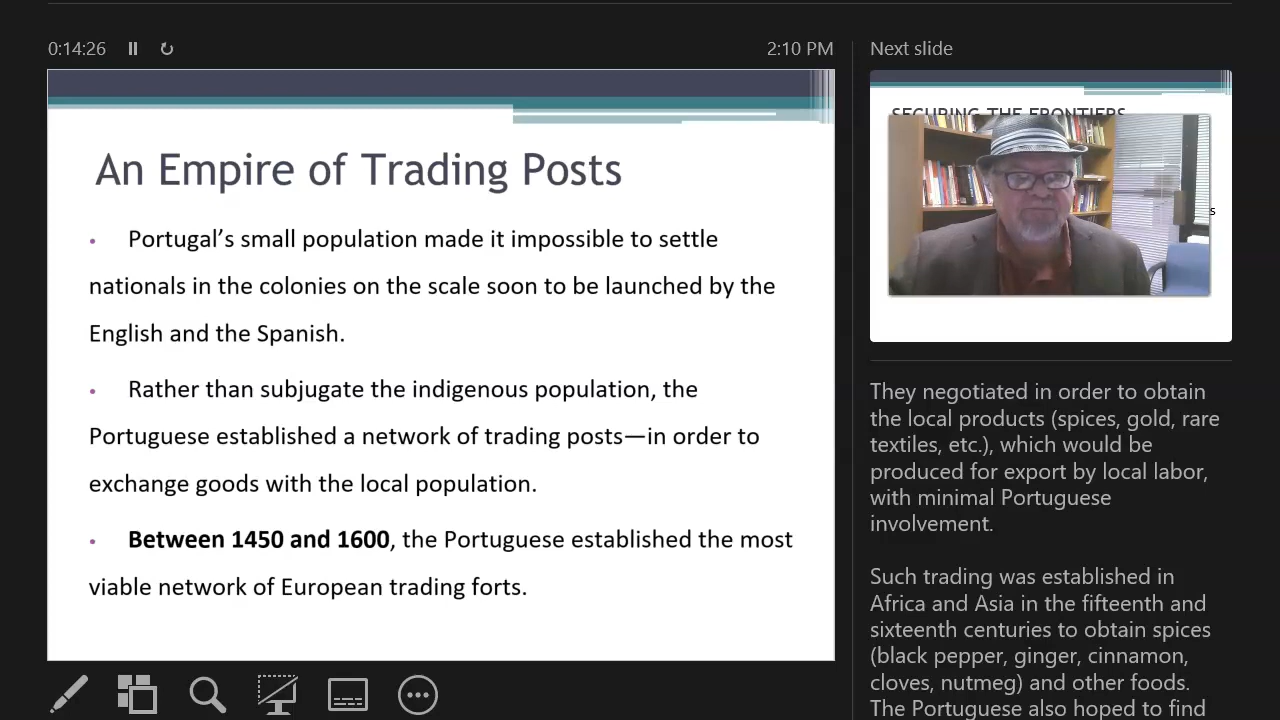 0:14:26
2:10 PM
Next slide
An Empire of Trading Posts
• Portugal’s small population made it impossible to settle
nationals in the colonies on the scale soon to be launched by the
English and the Spanish.
• Rather than subjugate the indigenous population, the
Portuguese established a network of trading posts—in order to
exchange goods with the local population.
• Between 1450 and 1600, the Portuguese established the most
viable network of European trading forts.
SECURING THE FRONTIERS
s
They negotiated in order to obtain
the local products (spices, gold, rare
textiles, etc.), which would be
produced for export by local labor,
with minimal Portuguese
involvement.
Such trading was established in
Africa and Asia in the fifteenth and
sixteenth centuries to obtain spices
(black pepper, ginger, cinnamon,
cloves, nutmeg) and other foods.
The Portuguese also hoped to find